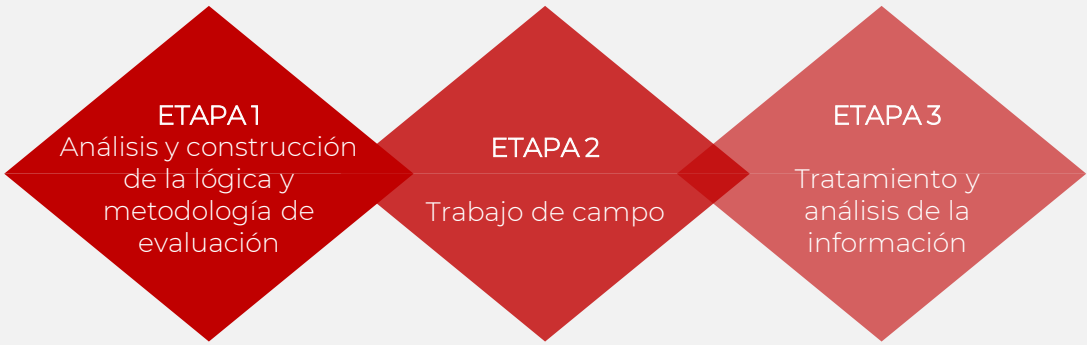 ETAPA 1
Análisis y construcción
de la lógica y
metodología de
evaluación
ETAPA 2
Trabajo de campo
ETAPA 3
Tratamiento y
análisis de la
información